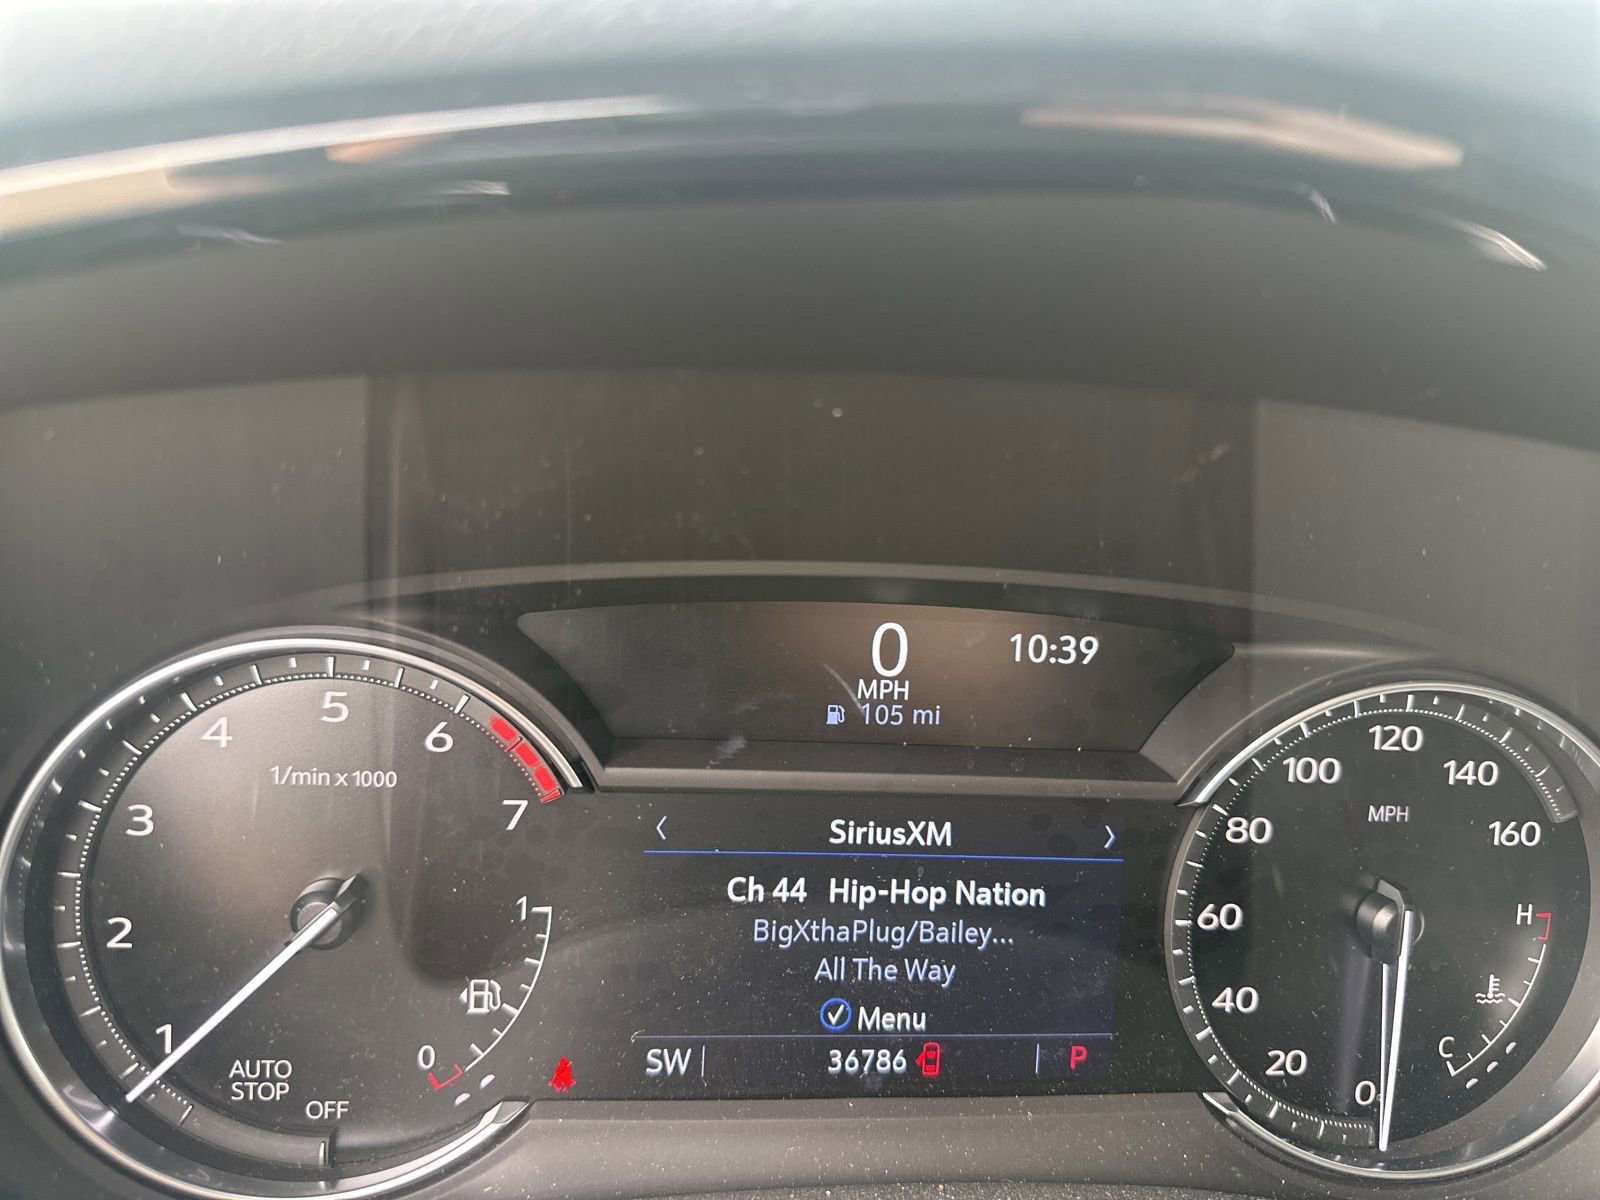 0
10:39
MPH
105 mi
5
4
6
1/min x 1000
3
7
2
1
1
0
AUTO
STOP
OFF
SiriusXM
Ch 44 Hip-Hop Nation
BigXthaPlug/Bailey...
All The Way
Menu
SW
36786
P
120
100
140
MPH
80
160
60
H
40
C
20
0